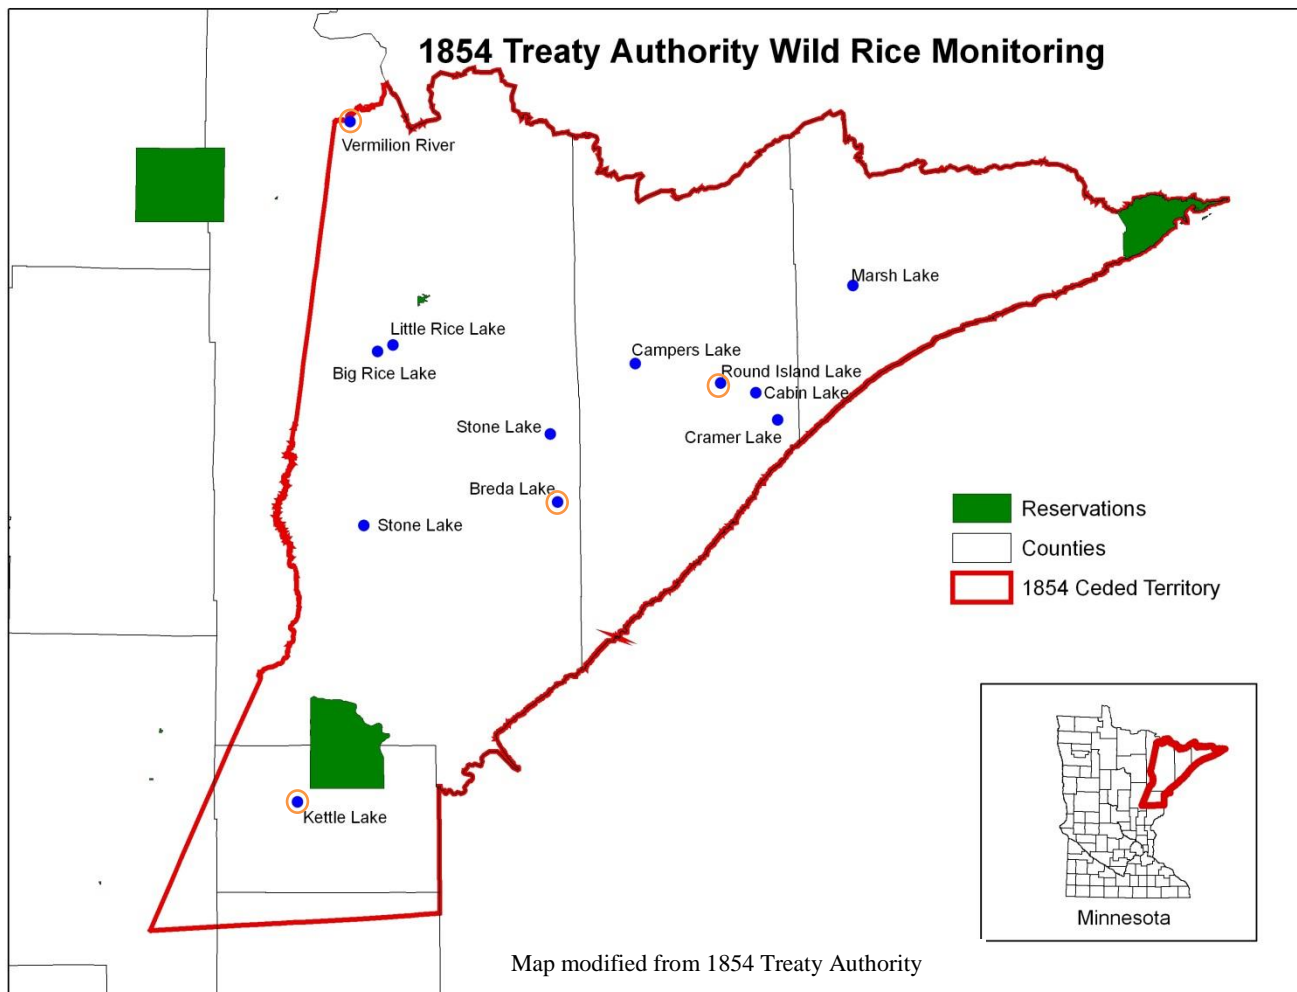 1854 Treaty Authority Wild Rice Monitoring
Vermilion River
Marsh Lake
Little Rice Lake
Big Rice Lake
Campers Lake
Round Island Lake
Cabin Lake
Cramer Lake
Stone Lake
Breda Lake
Stone Lake
Reservations
Counties
1854 Ceded Territory
Kettle Lake
Minnesota
Map modified from 1854 Treaty Authority